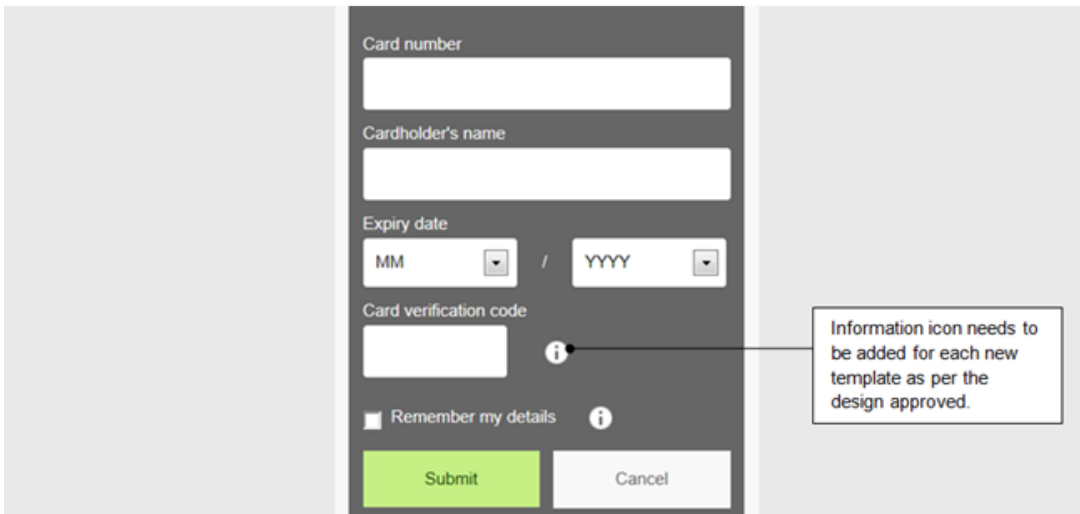 Card number
Cardholder's name
Expiry date
MM / YYYY
Card verification code
Information icon needs to
be added for each new
template as per the
design approved.
i
Remember my details i
Submit Cancel